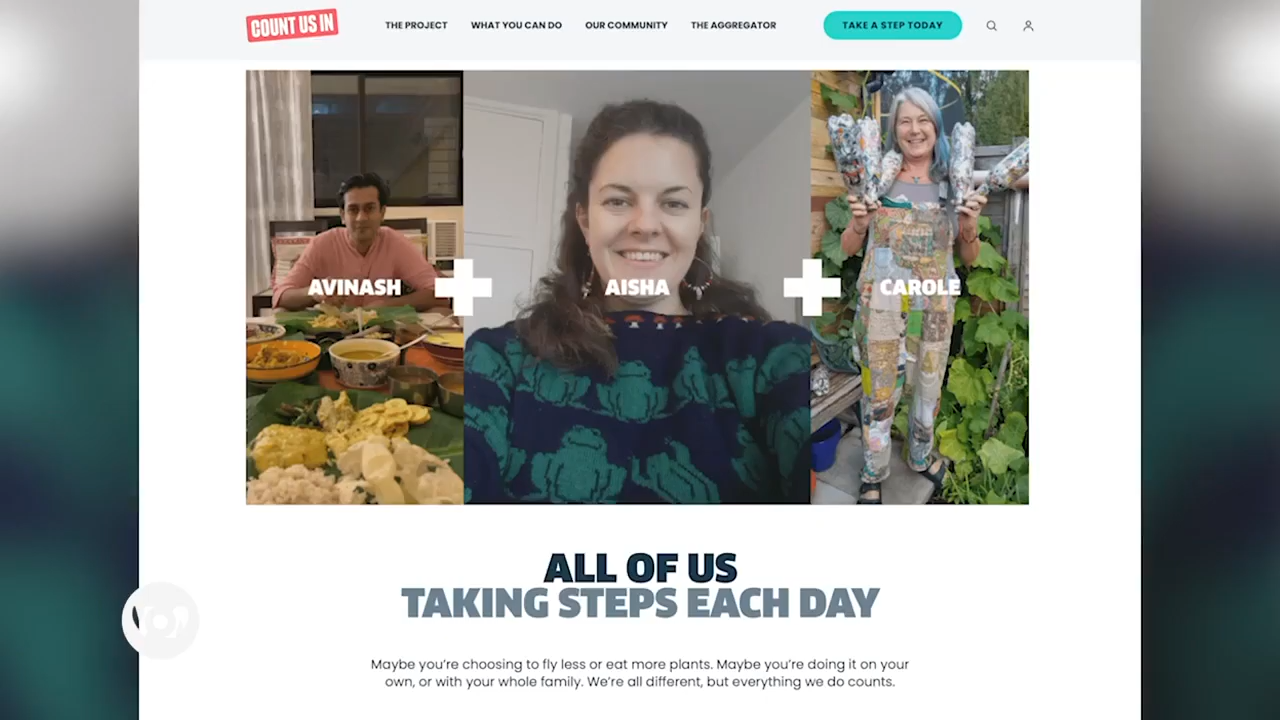 COUNT US IN
THE PROJECT
WHAT YOU CAN DO
OUR COMMUNITY
THE AGGREGATOR
TAKE A STEP TODAY
AVINASH
AISHA
CAROLE
ALL OF US
TAKING STEPS EACH DAY
Maybe you're choosing to fly less or eat more plants. Maybe you're doing it on your
own, or with your whole family. We're all different, but everything we do counts.